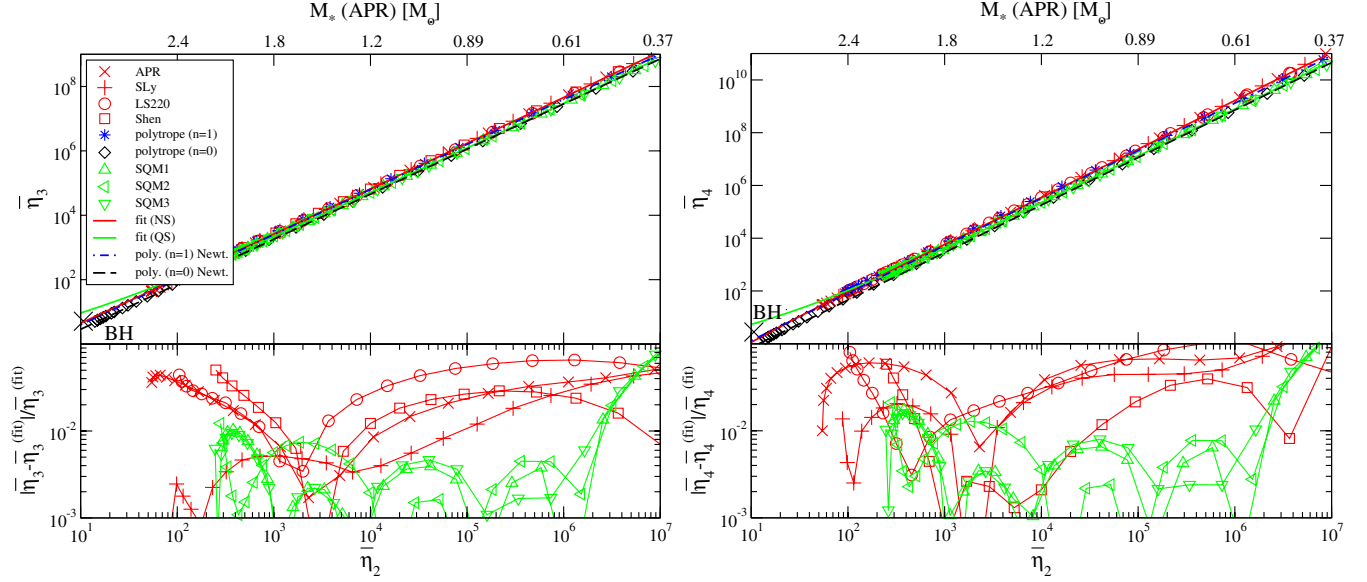 M* (APR) [M⊙]
2.4 1.8 1.2 0.89 0.61 0.37
η̅3
10^8
10^6
10^4
10^2
APR
SLy
LS220
Shen
polytrope (n=1)
polytrope (n=0)
SQM1
SQM2
SQM3
fit (NS)
fit (QS)
poly. (n=1) Newt.
poly. (n=0) Newt.
BH
|η̅3-η̅3^(fit)|/η̅3^(fit)
10^-2
10^-3
10^1 10^2 10^3 10^4 10^5 10^6 10^7
η̅2
M* (APR) [M⊙]
2.4 1.8 1.2 0.89 0.61 0.37
η̅4
10^10
10^8
10^6
10^4
10^2
BH
|η̅4-η̅4^(fit)|/η̅4^(fit)
10^-2
10^-3
10^1 10^2 10^3 10^4 10^5 10^6 10^7
η̅2